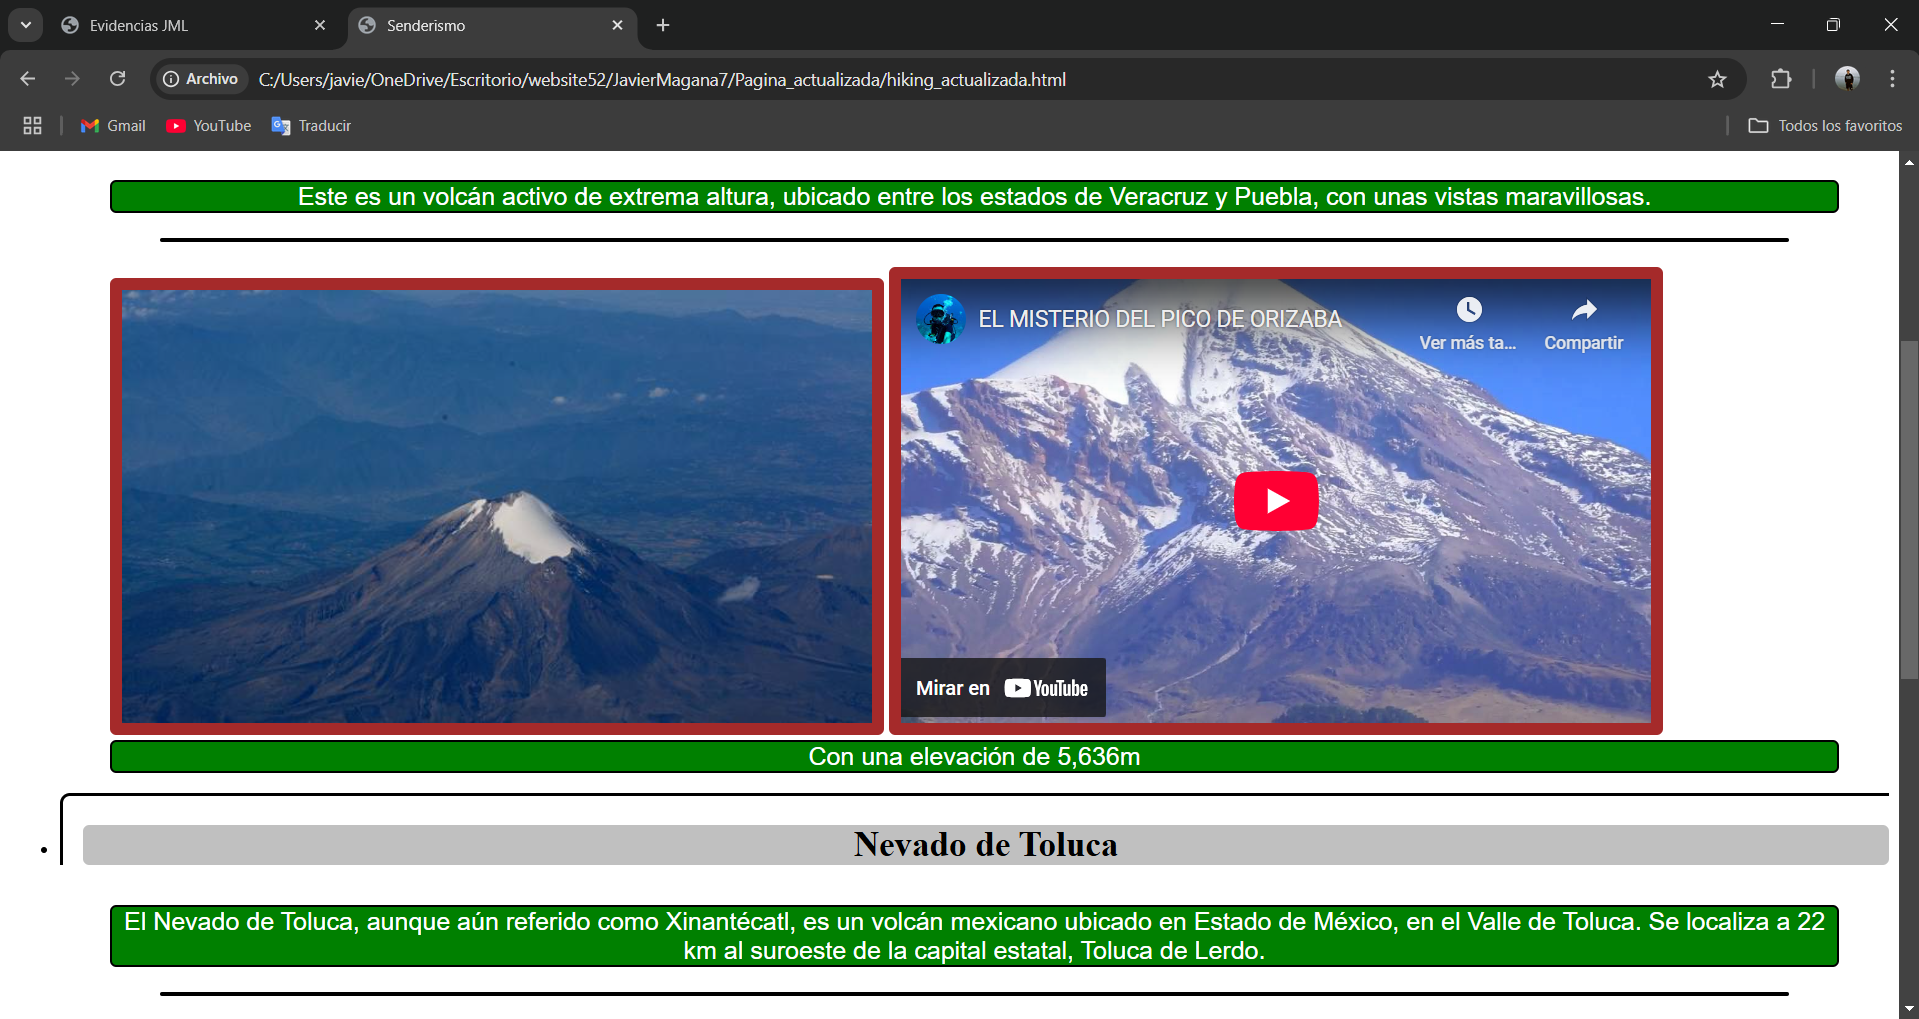 Evidencias JML
Senderismo
Archivo
C:/Users/javie/OneDrive/Escritorio/website52/JavierMagana7/Pagina_actualizada/hiking_actualizada.html
Gmail
YouTube
Traducir
Todos los favoritos
Este es un volcán activo de extrema altura, ubicado entre los estados de Veracruz y Puebla, con unas vistas maravillosas.
EL MISTERIO DEL PICO DE ORIZABA
Ver más ta...
Compartir
Mirar en YouTube
Con una elevación de 5,636m
Nevado de Toluca
El Nevado de Toluca, aunque aún referido como Xinantécatl, es un volcán mexicano ubicado en Estado de México, en el Valle de Toluca. Se localiza a 22
km al suroeste de la capital estatal, Toluca de Lerdo.